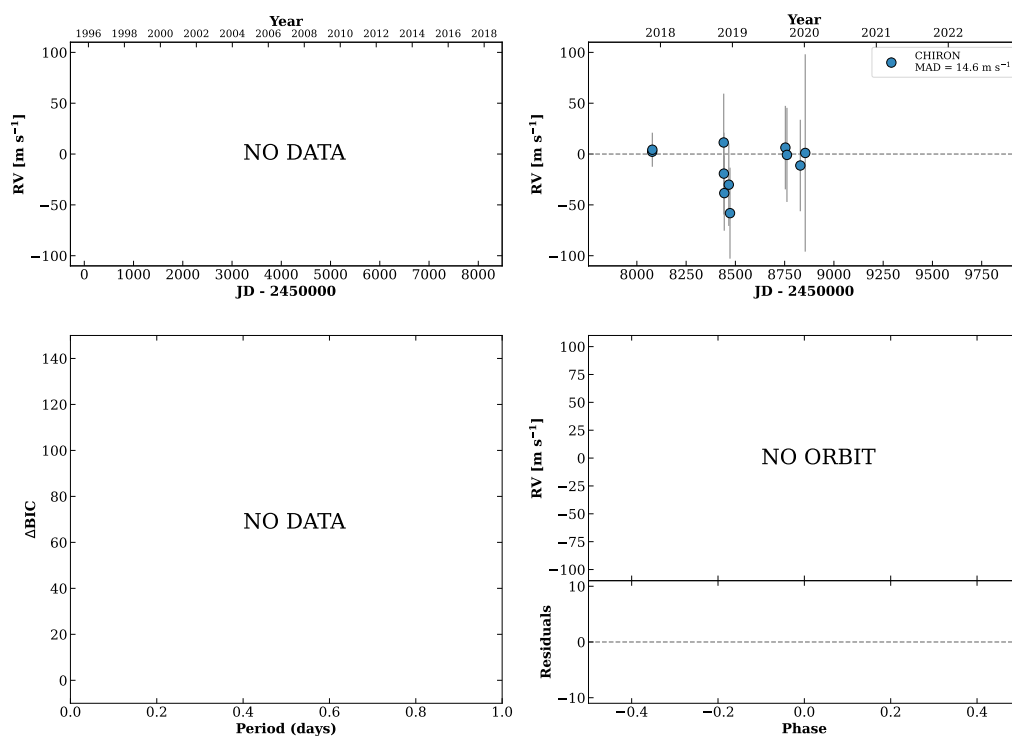 Year
1996 1998 2000 2002 2004 2006 2008 2010 2012 2014 2016 2018
100
50
0
−50
−100
RV [m s−1]
NO DATA
0 1000 2000 3000 4000 5000 6000 7000 8000
JD - 2450000
Year
2018 2019 2020 2021 2022
100
50
0
−50
−100
RV [m s−1]
CHIRON
MAD = 14.6 m s−1
8000 8250 8500 8750 9000 9250 9500 9750
JD - 2450000
140
120
100
80
60
40
20
0
ΔBIC
NO DATA
0.0 0.2 0.4 0.6 0.8 1.0
Period (days)
100
75
50
25
0
−25
−50
−75
−100
RV [m s−1]
NO ORBIT
10
0
−10
Residuals
−0.4 −0.2 0.0 0.2 0.4
Phase